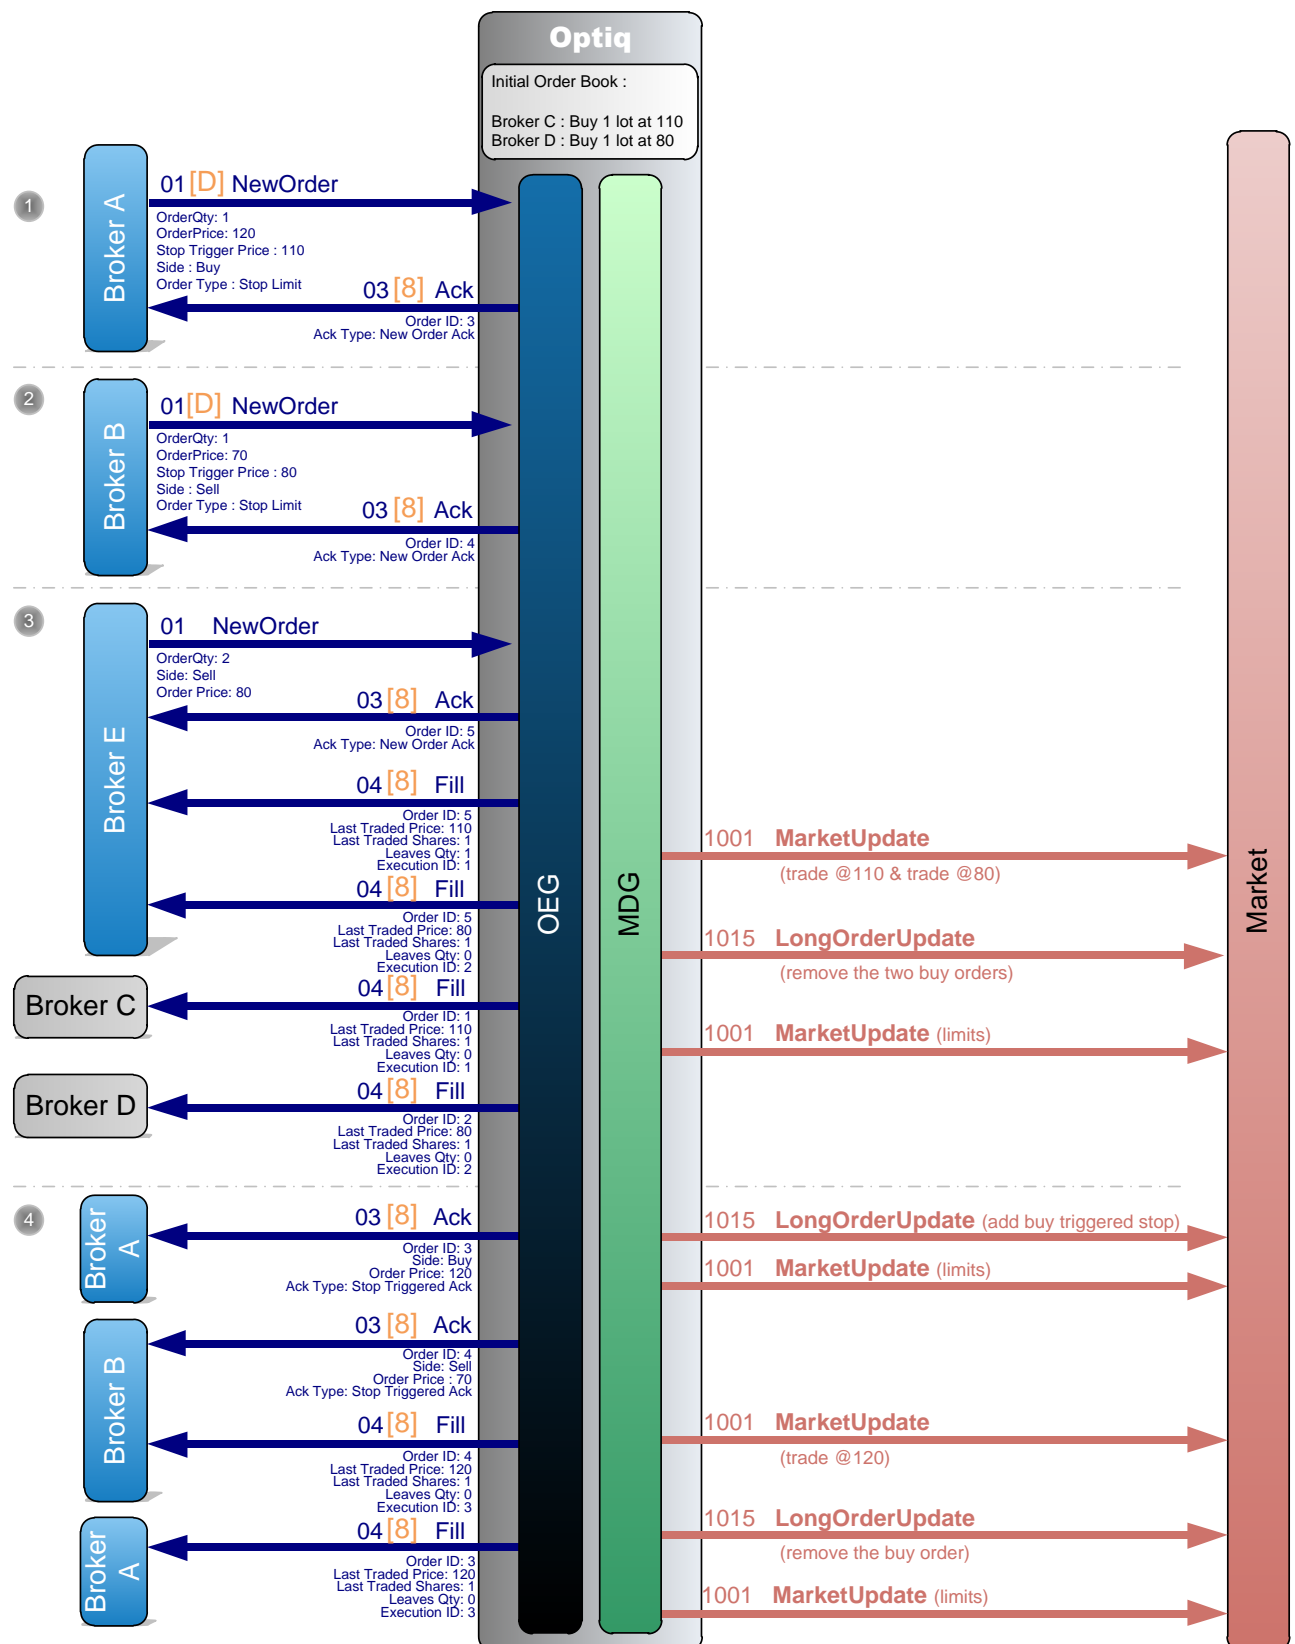 Optiq
Initial Order Book :
Broker C : Buy 1 lot at 110
Broker D : Buy 1 lot at 80
OEG
MDG
Market
1
Broker A
01 [D] NewOrder
OrderQty: 1
OrderPrice: 120
Stop Trigger Price : 110
Side : Buy
Order Type : Stop Limit
03 [8] Ack
Order ID: 3
Ack Type: New Order Ack
2
Broker B
01 [D] NewOrder
OrderQty: 1
OrderPrice: 70
Stop Trigger Price : 80
Side : Sell
Order Type : Stop Limit
03 [8] Ack
Order ID: 4
Ack Type: New Order Ack
3
Broker E
01 NewOrder
OrderQty: 2
Side: Sell
Order Price: 80
03 [8] Ack
Order ID: 5
Ack Type: New Order Ack
04 [8] Fill
Order ID: 5
Last Traded Price: 110
Last Traded Shares: 1
Leaves Qty: 1
Execution ID: 1
1001 MarketUpdate
(trade @110 & trade @80)
04 [8] Fill
Order ID: 5
Last Traded Price: 80
Last Traded Shares: 1
Leaves Qty: 0
Execution ID: 2
1015 LongOrderUpdate
(remove the two buy orders)
Broker C
04 [8] Fill
Order ID: 1
Last Traded Price: 110
Last Traded Shares: 1
Leaves Qty: 0
Execution ID: 1
1001 MarketUpdate (limits)
Broker D
04 [8] Fill
Order ID: 2
Last Traded Price: 80
Last Traded Shares: 1
Leaves Qty: 0
Execution ID: 2
4
Broker
A
03 [8] Ack
Order ID: 3
Side: Buy
Order Price: 120
Ack Type: Stop Triggered Ack
1015 LongOrderUpdate (add buy triggered stop)
1001 MarketUpdate (limits)
Broker B
03 [8] Ack
Order ID: 4
Side: Sell
Order Price : 70
Ack Type: Stop Triggered Ack
04 [8] Fill
Order ID: 4
Last Traded Price: 120
Last Traded Shares: 1
Leaves Qty: 0
Execution ID: 3
1001 MarketUpdate
(trade @120)
Broker
A
04 [8] Fill
Order ID: 3
Last Traded Price: 120
Last Traded Shares: 1
Leaves Qty: 0
Execution ID: 3
1015 LongOrderUpdate
(remove the buy order)
1001 MarketUpdate (limits)